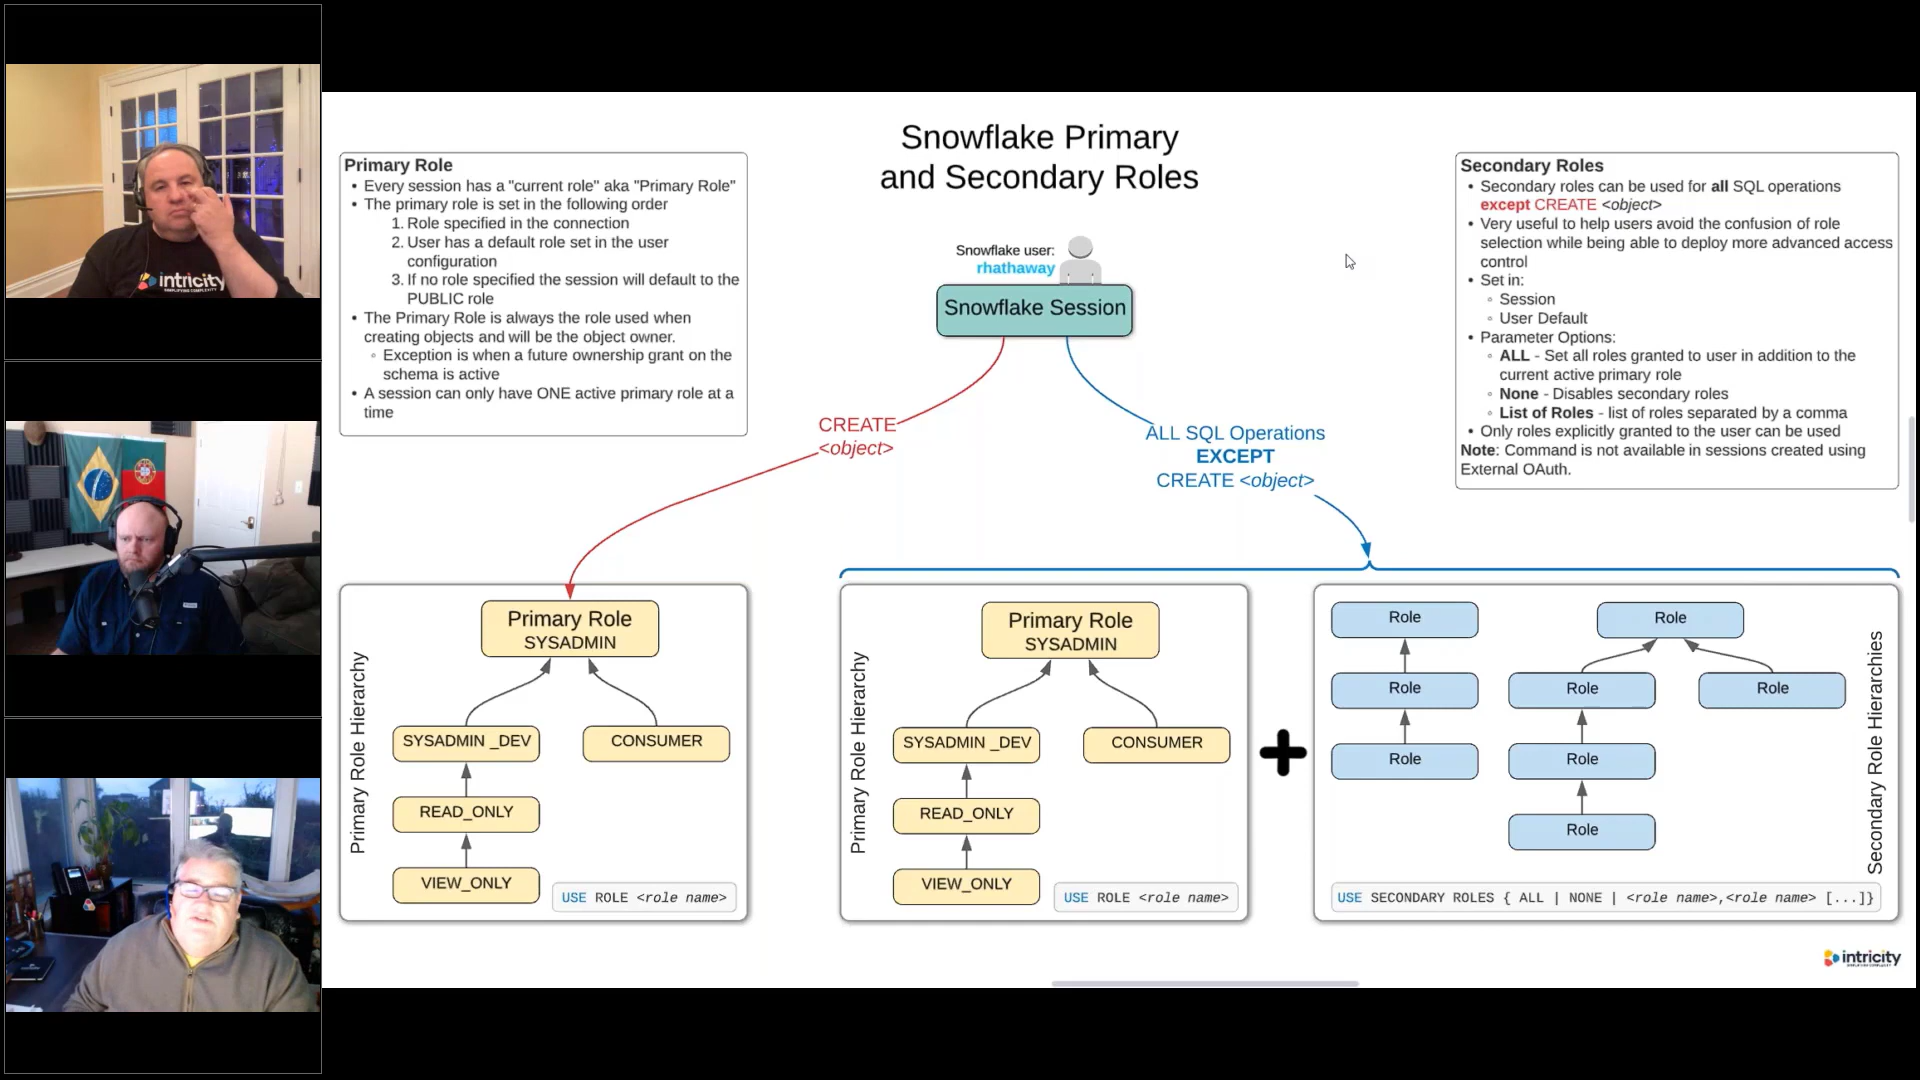 Snowflake Primary
and Secondary Roles
Primary Role
• Every session has a "current role" aka "Primary Role"
• The primary role is set in the following order
1. Role specified in the connection
2. User has a default role set in the user
configuration
3. If no role specified the session will default to the
PUBLIC role
• The Primary Role is always the role used when
creating objects and will be the object owner.
◦ Exception is when a future ownership grant on the
schema is active
• A session can only have ONE active primary role at a
time
Snowflake user:
rhathaway
Snowflake Session
Secondary Roles
• Secondary roles can be used for all SQL operations
except CREATE <object>
• Very useful to help users avoid the confusion of role
selection while being able to deploy more advanced access
control
• Set in:
◦ Session
◦ User Default
• Parameter Options:
◦ ALL - Set all roles granted to user in addition to the
current active primary role
◦ None - Disables secondary roles
◦ List of Roles - list of roles separated by a comma
• Only roles explicitly granted to the user can be used
Note: Command is not available in sessions created using
External OAuth.
CREATE
<object>
ALL SQL Operations
EXCEPT
CREATE <object>
Primary Role Hierarchy
Primary Role
SYSADMIN
SYSADMIN _DEV
CONSUMER
READ_ONLY
VIEW_ONLY
USE ROLE <role name>
Primary Role Hierarchy
Primary Role
SYSADMIN
SYSADMIN _DEV
CONSUMER
READ_ONLY
VIEW_ONLY
USE ROLE <role name>
Role
Role
Role
Role
Role
Role
Role
Role
Secondary Role Hierarchies
USE SECONDARY ROLES { ALL | NONE | <role name>,<role name> [...]}
intricity
intricity